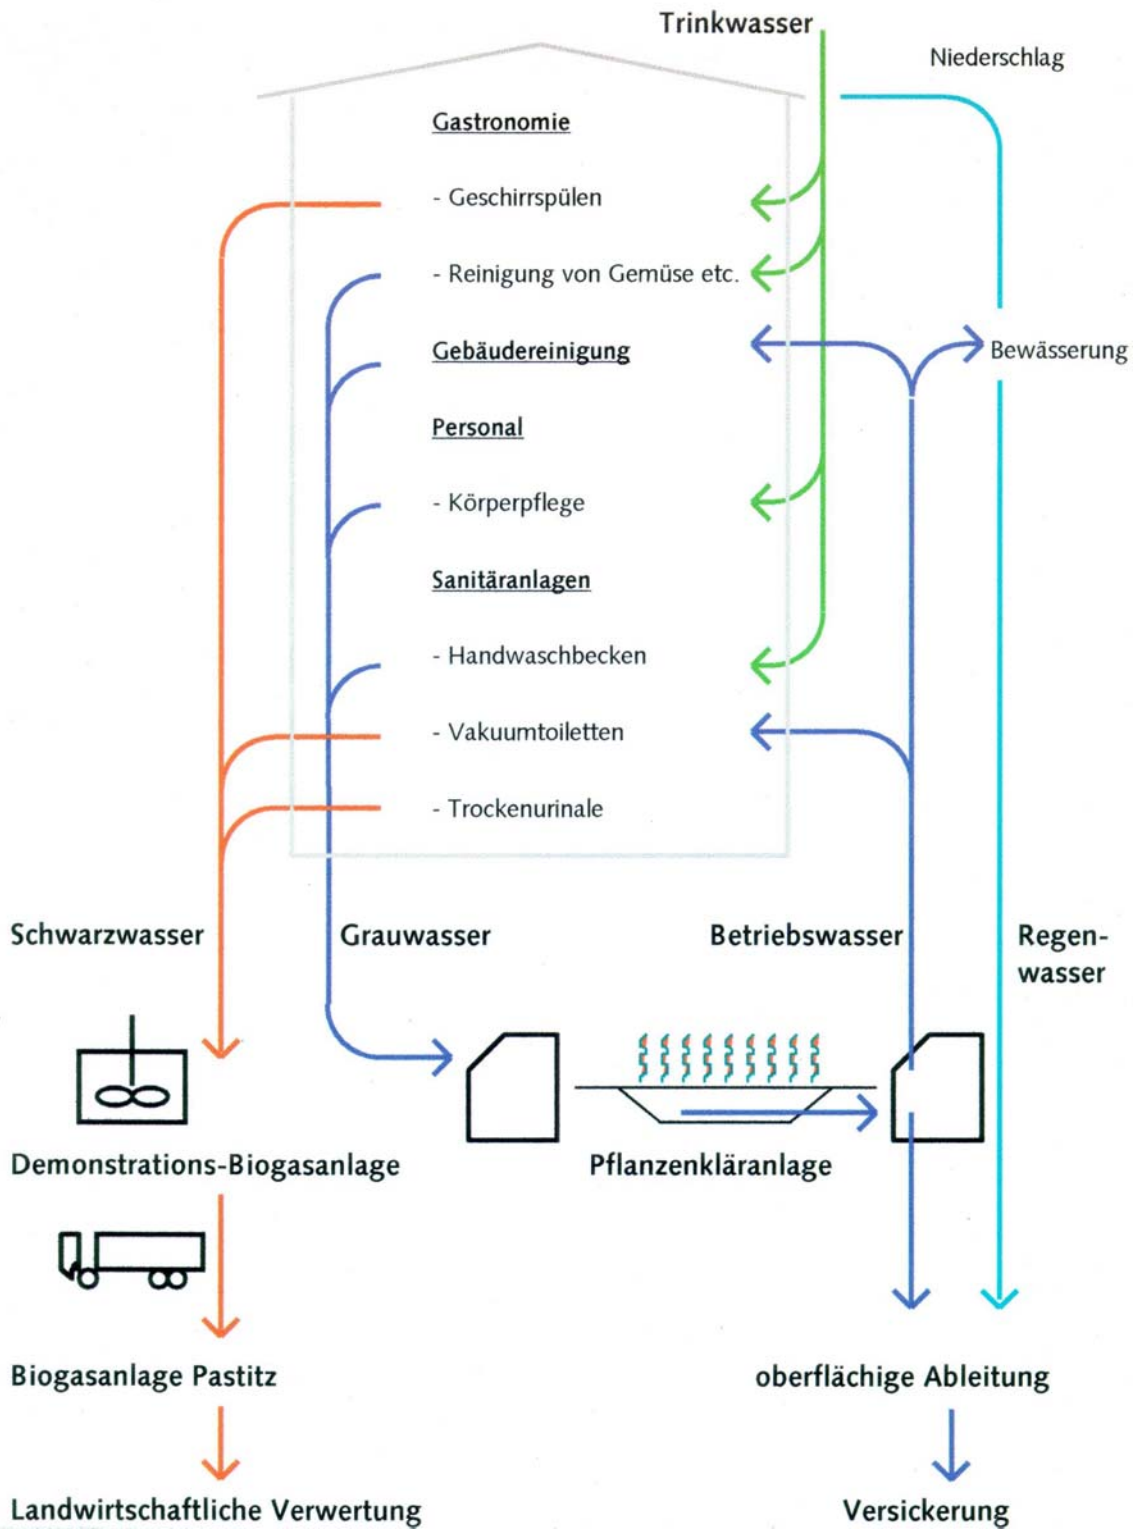 Trinkwasser
Niederschlag
Gastronomie
- Geschirrspülen
- Reinigung von Gemüse etc.
Gebäudereinigung
Bewässerung
Personal
- Körperpflege
Sanitäranlagen
- Handwaschbecken
- Vakuumtoiletten
- Trockenurinale
Schwarzwasser
Grauwasser
Betriebswasser
Regen-
wasser
Demonstrations-Biogasanlage
Pflanzenkläranlage
Biogasanlage Pastitz
oberflächige Ableitung
Landwirtschaftliche Verwertung
Versickerung